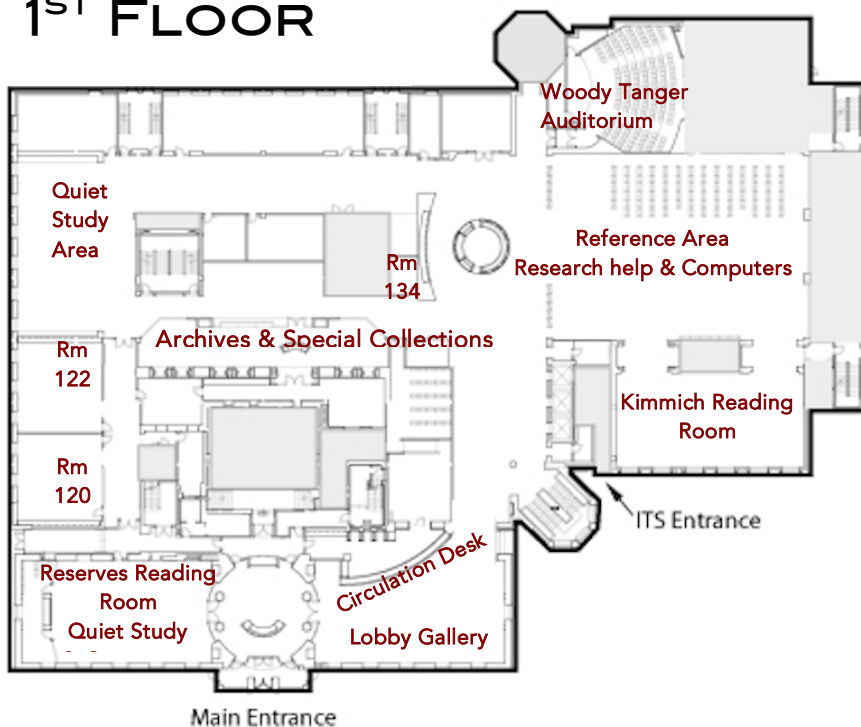 1ST FLOOR
Woody Tanger
Auditorium
Quiet
Study
Area
Reference Area
Research help & Computers
Rm
134
Archives & Special Collections
Rm
122
Kimmich Reading
Room
Rm
120
ITS Entrance
Circulation Desk
Reserves Reading
Room
Quiet Study
Lobby Gallery
Main Entrance